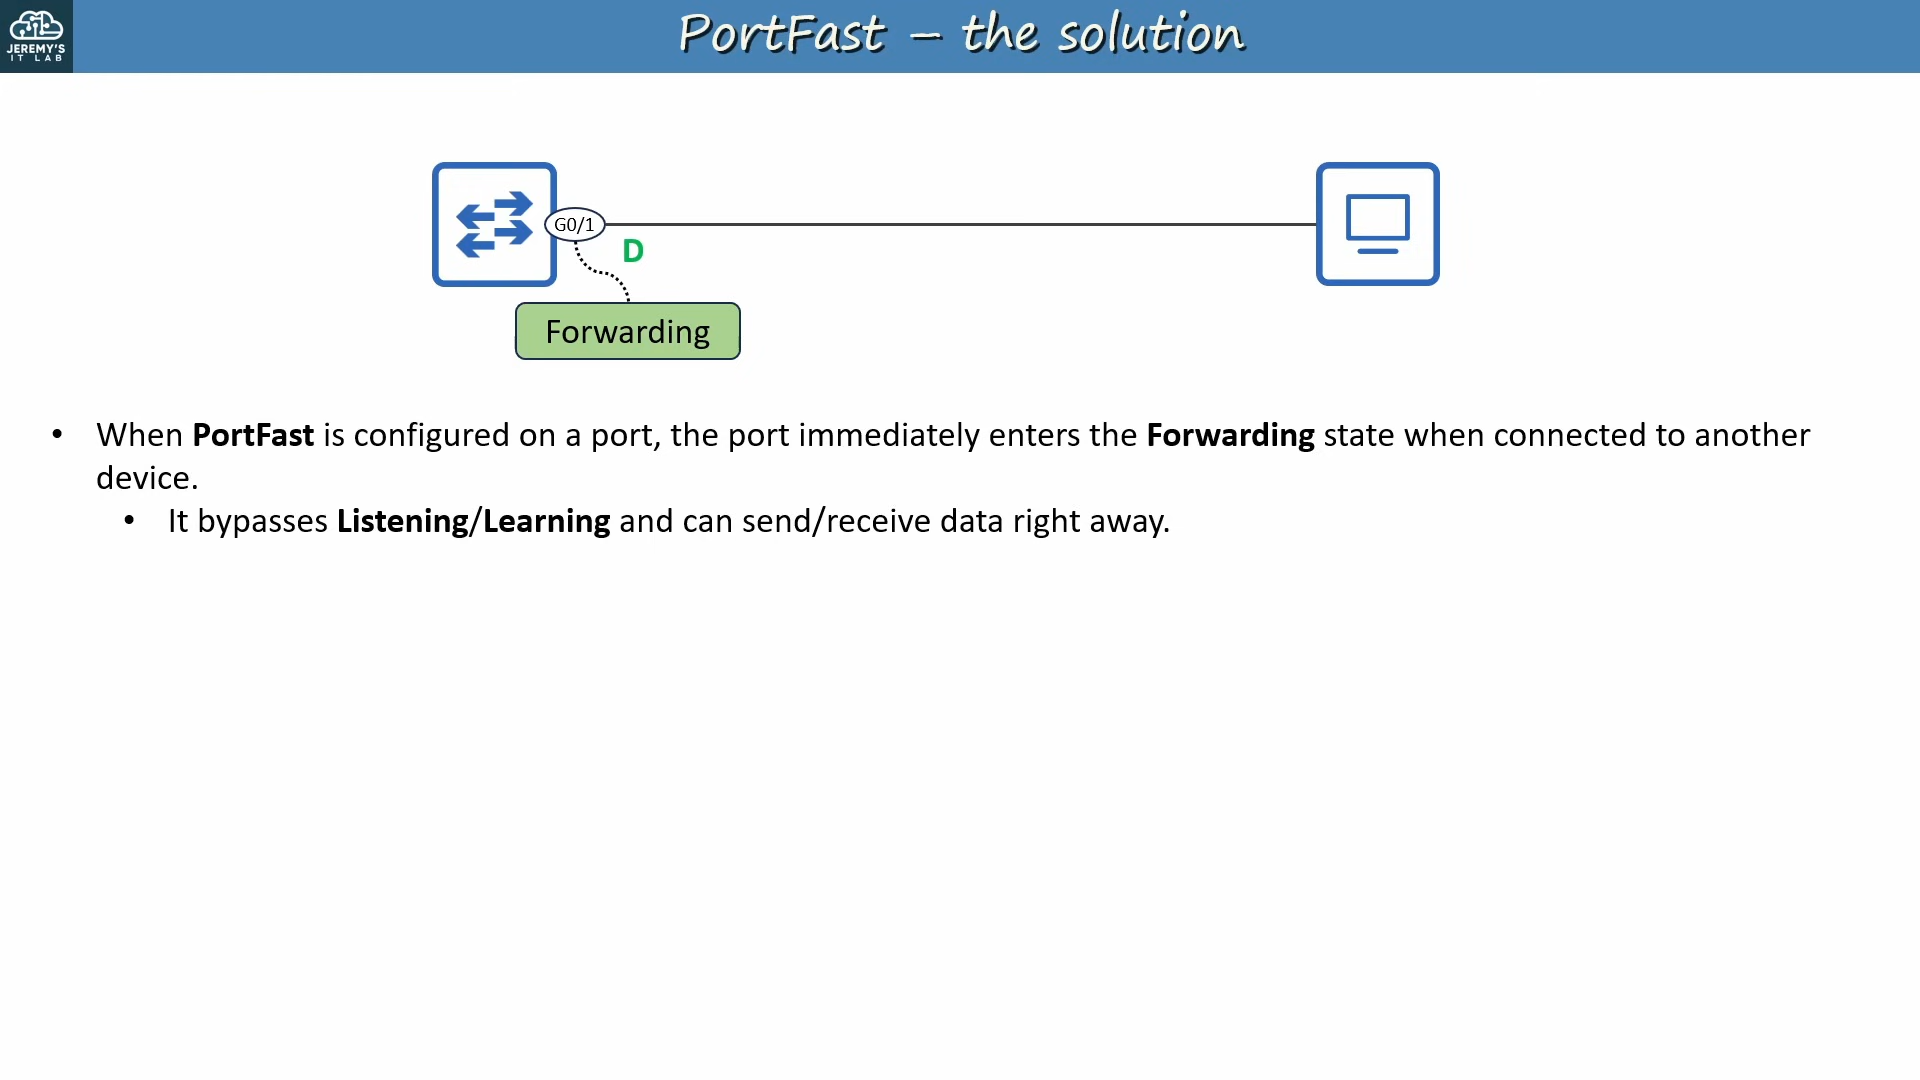 JEREMY'S
IT LAB
PortFast – the solution
G0/1
D
Forwarding
• When PortFast is configured on a port, the port immediately enters the Forwarding state when connected to another
device.
• It bypasses Listening/Learning and can send/receive data right away.